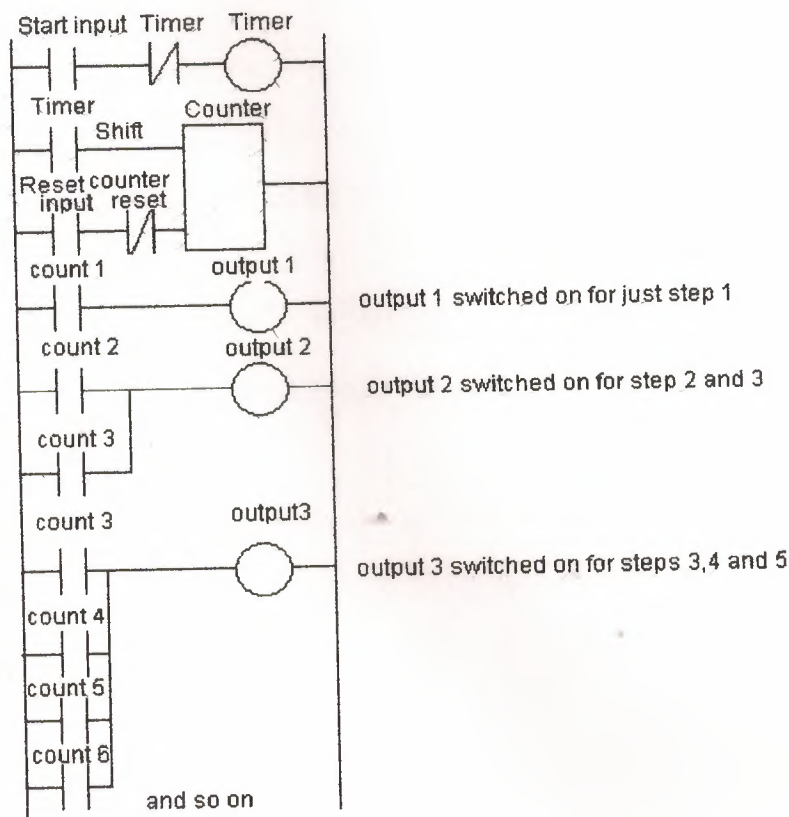 Start input Timer Timer
Timer Counter
Shift
Reset counter
input reset
count 1 output 1
output 1 switched on for just step 1
count 2 output 2
output 2 switched on for step 2 and 3
count 3
count 3 output3
output 3 switched on for steps 3,4 and 5
count 4
count 5
count 6
and so on